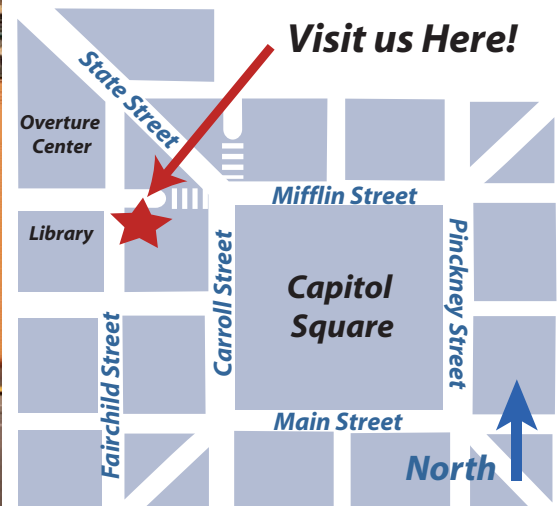 Visit us Here!
State Street
Overture
Center
Mifflin Street
Library
Carroll Street
Capitol
Square
Pinckney Street
Fairchild Street
Main Street
North